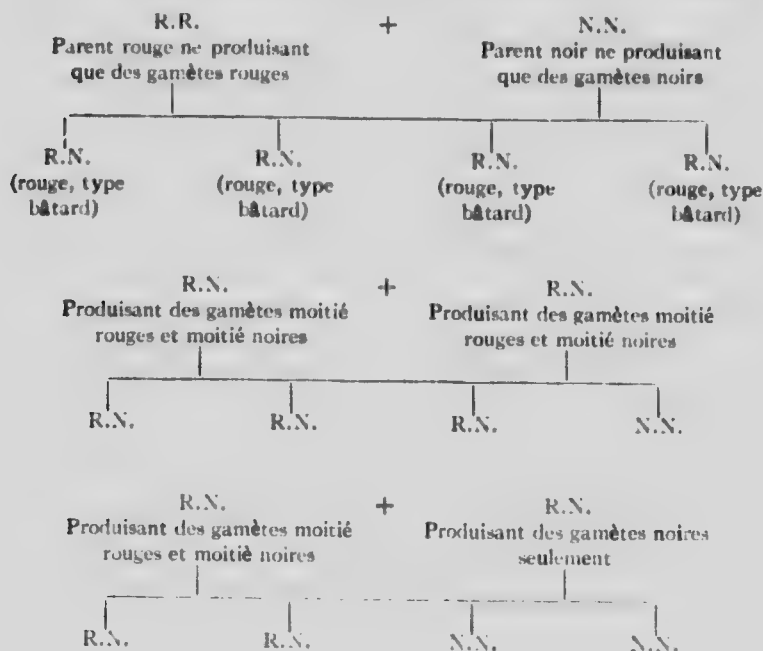 R.R. + N.N.
Parent rouge ne produisant
que des gamètes rouges
Parent noir ne produisant
que des gamètes noirs
R.N. R.N. R.N. R.N.
(rouge, type (rouge, type (rouge, type (rouge, type
bâtard) bâtard) bâtard) bâtard)
R.N. + R.N.
Produisant des gamètes moitié
rouges et moitié noires
Produisant des gamètes moitié
rouges et moitié noires
R.N. R.N. R.N. N.N.
R.N. + R.N.
Produisant des gamètes moitié
rouges et moitiè noires
Produisant des gamètes noires
seulement
R.N. R.N. N.N. N.N.